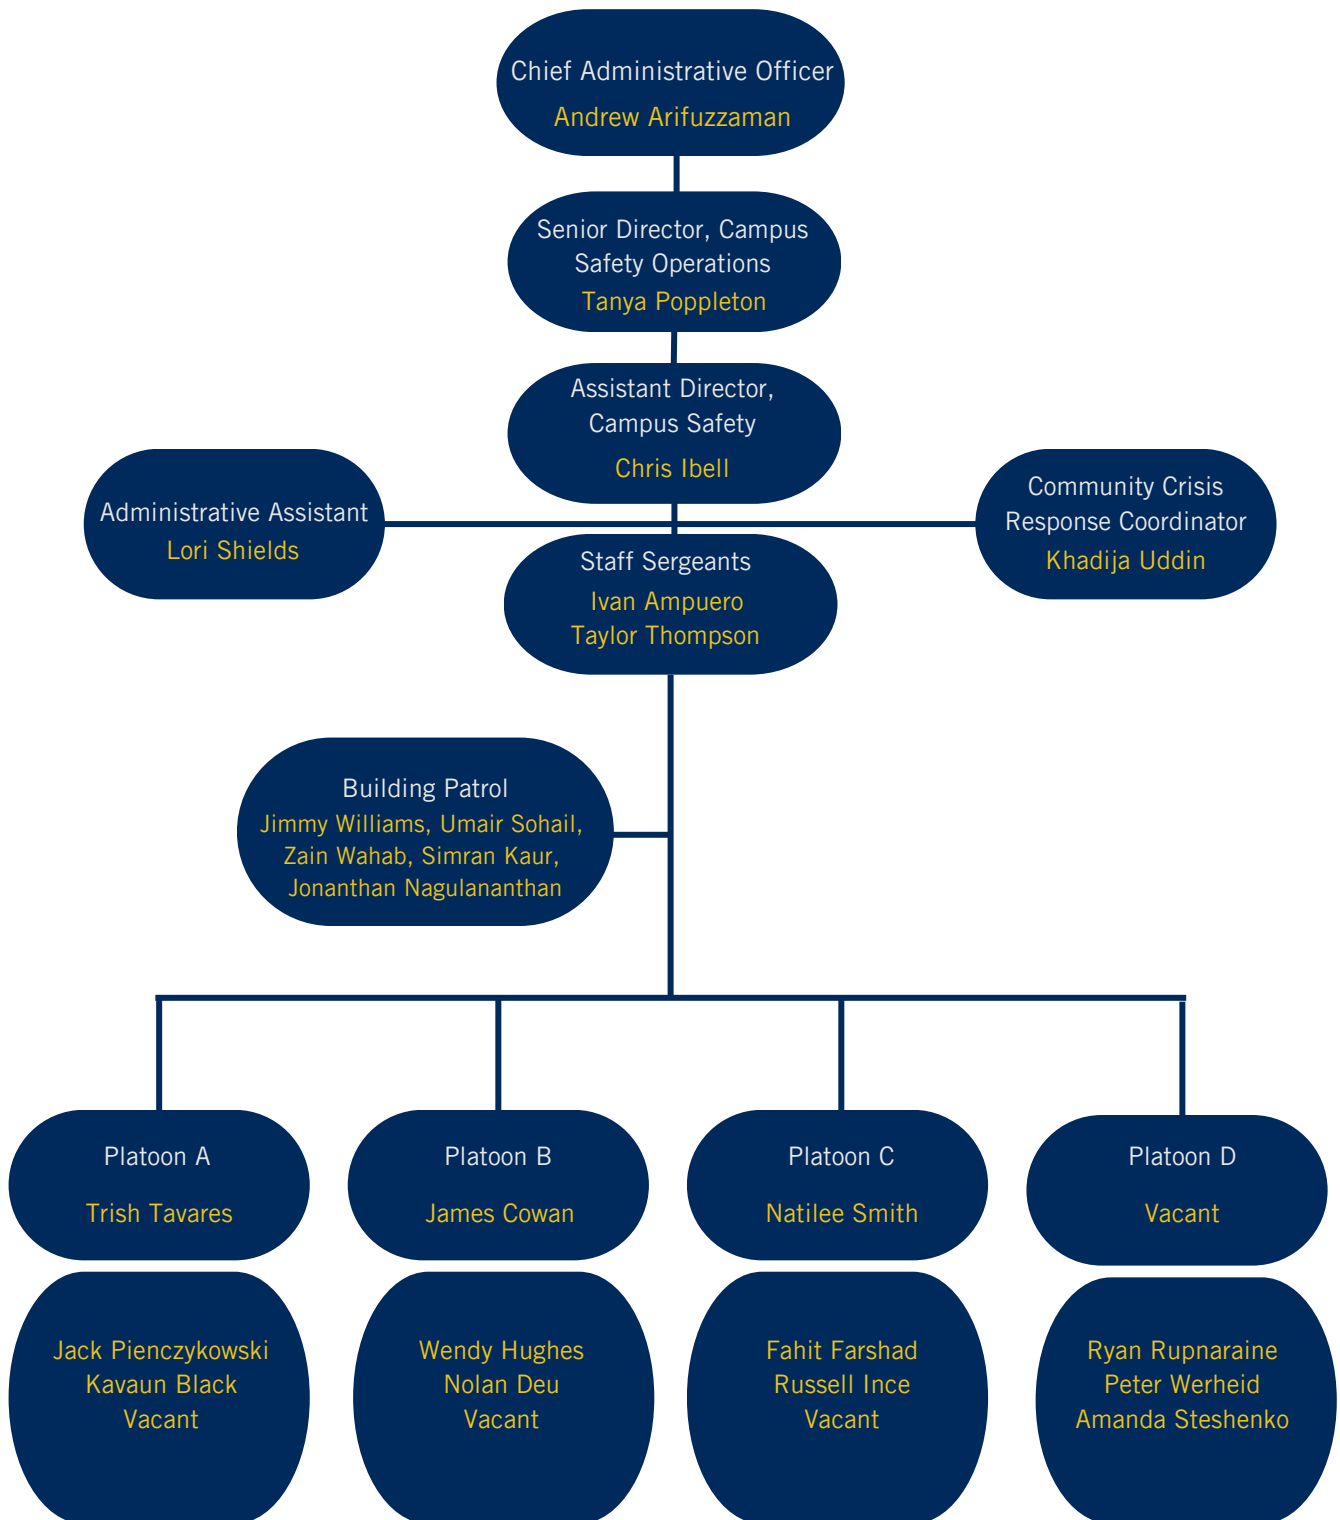 Chief Administrative Officer
Andrew Arifuzzaman
Senior Director, Campus
Safety Operations
Tanya Poppleton
Assistant Director,
Campus Safety
Chris Ibell
Administrative Assistant
Lori Shields
Community Crisis
Response Coordinator
Khadija Uddin
Staff Sergeants
Ivan Ampuero
Taylor Thompson
Building Patrol
Jimmy Williams, Umair Sohail,
Zain Wahab, Simran Kaur,
Jonanthan Nagulananthan
Platoon A
Trish Tavares
Platoon B
James Cowan
Platoon C
Natilee Smith
Platoon D
Vacant
Jack Pienczykowski
Kavaun Black
Vacant
Wendy Hughes
Nolan Deu
Vacant
Fahit Farshad
Russell Ince
Vacant
Ryan Rupnaraine
Peter Werheid
Amanda Steshenko